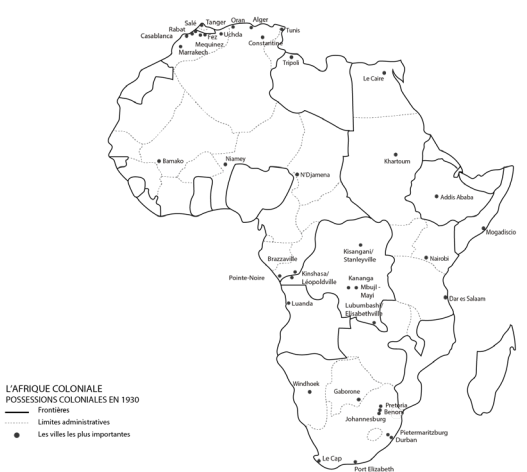 Salé
Tanger
Oran
Alger
Rabat
Tunis
Casablanca
Fez
Uchda
Mequinez
Constantine
Marrakech
Tripoli
Le Caire
Bamako
Niamey
Khartoum
N'Djamena
Addis Ababa
Mogadiscio
Kisangani/
Stanleyville
Brazzaville
Nairobi
Pointe-Noire
Kinshasa/
Léopoldville
Kananga
Mbuji -
Mayi
Dar es Salaam
Luanda
Lubumbashi/
Elisabethville
Windhoek
Gaborone
Pretoria
Benoni
Johannesburg
Pietermaritzburg
Durban
Le Cap
Port Elizabeth
L'AFRIQUE COLONIALE
POSSESSIONS COLONIALES EN 1930
Frontières
Limites administratives
Les villes les plus importantes